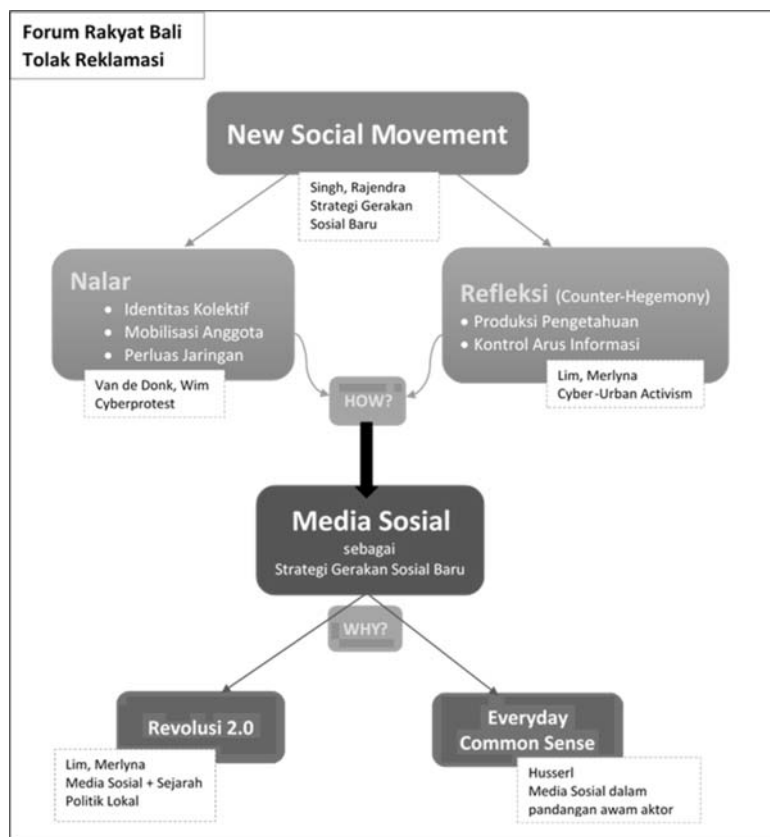 Forum Rakyat Bali
Tolak Reklamasi
New Social Movement
Singh, Rajendra
Strategi Gerakan
Sosial Baru
Nalar
• Identitas Kolektif
• Mobilisasi Anggota
• Perluas Jaringan
Van de Donk, Wim
Cyberprotest
Refleksi (Counter-Hegemony)
• Produksi Pengetahuan
• Kontrol Arus Informasi
Lim, Merlyna
Cyber-Urban Activism
HOW?
Media Sosial
sebagai
Strategi Gerakan Sosial Baru
WHY?
Revolusi 2.0
Lim, Merlyna
Media Sosial + Sejarah
Politik Lokal
Everyday
Common Sense
Husserl
Media Sosial dalam
pandangan awam aktor